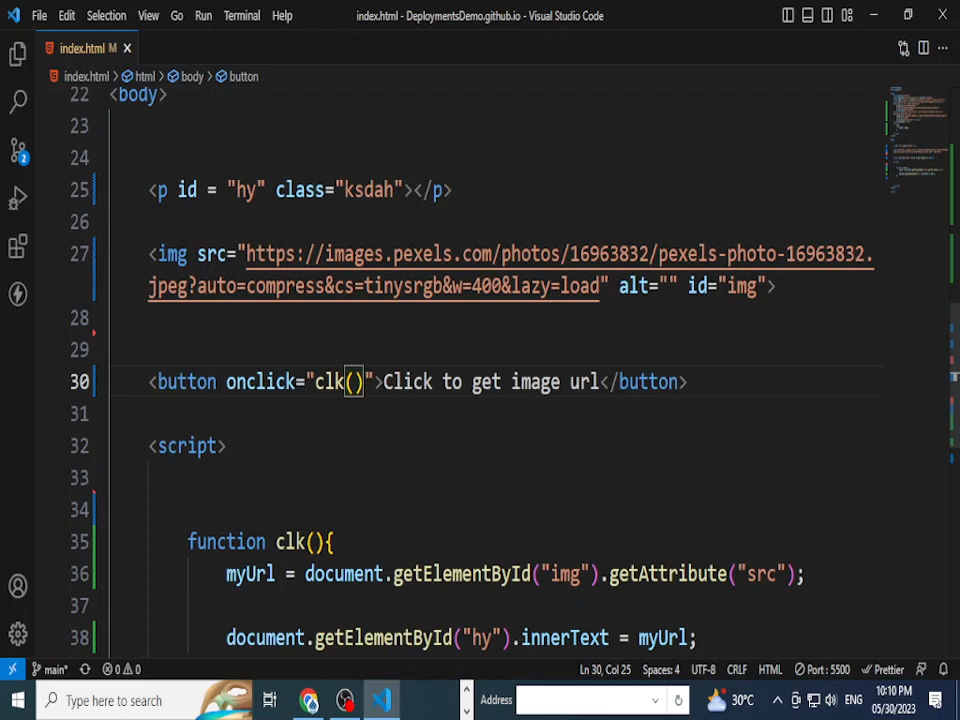 File Edit Selection View Go Run Terminal Help index.html - DeploymentsDemo.github.io - Visual Studio Code
index.html M
index.html > html > body > button
22 <body>
23
24
25 <p id = "hy" class="ksdah"></p>
26
27 <img src="https://images.pexels.com/photos/16963832/pexels-photo-16963832.
jpeg?auto=compress&cs=tinysrgb&w=400&lazy=load" alt="" id="img">
28
29
30 <button onclick="clk()">Click to get image url</button>
31
32 <script>
33
34
35 function clk(){
36 myUrl = document.getElementById("img").getAttribute("src");
37
38 document.getElementById("hy").innerText = myUrl;
2
main* 0 0 Ln 30, Col 25 Spaces: 4 UTF-8 CRLF HTML Port : 5500 Prettier
Type here to search Address 30°C ENG 10:10 PM
05/30/2023